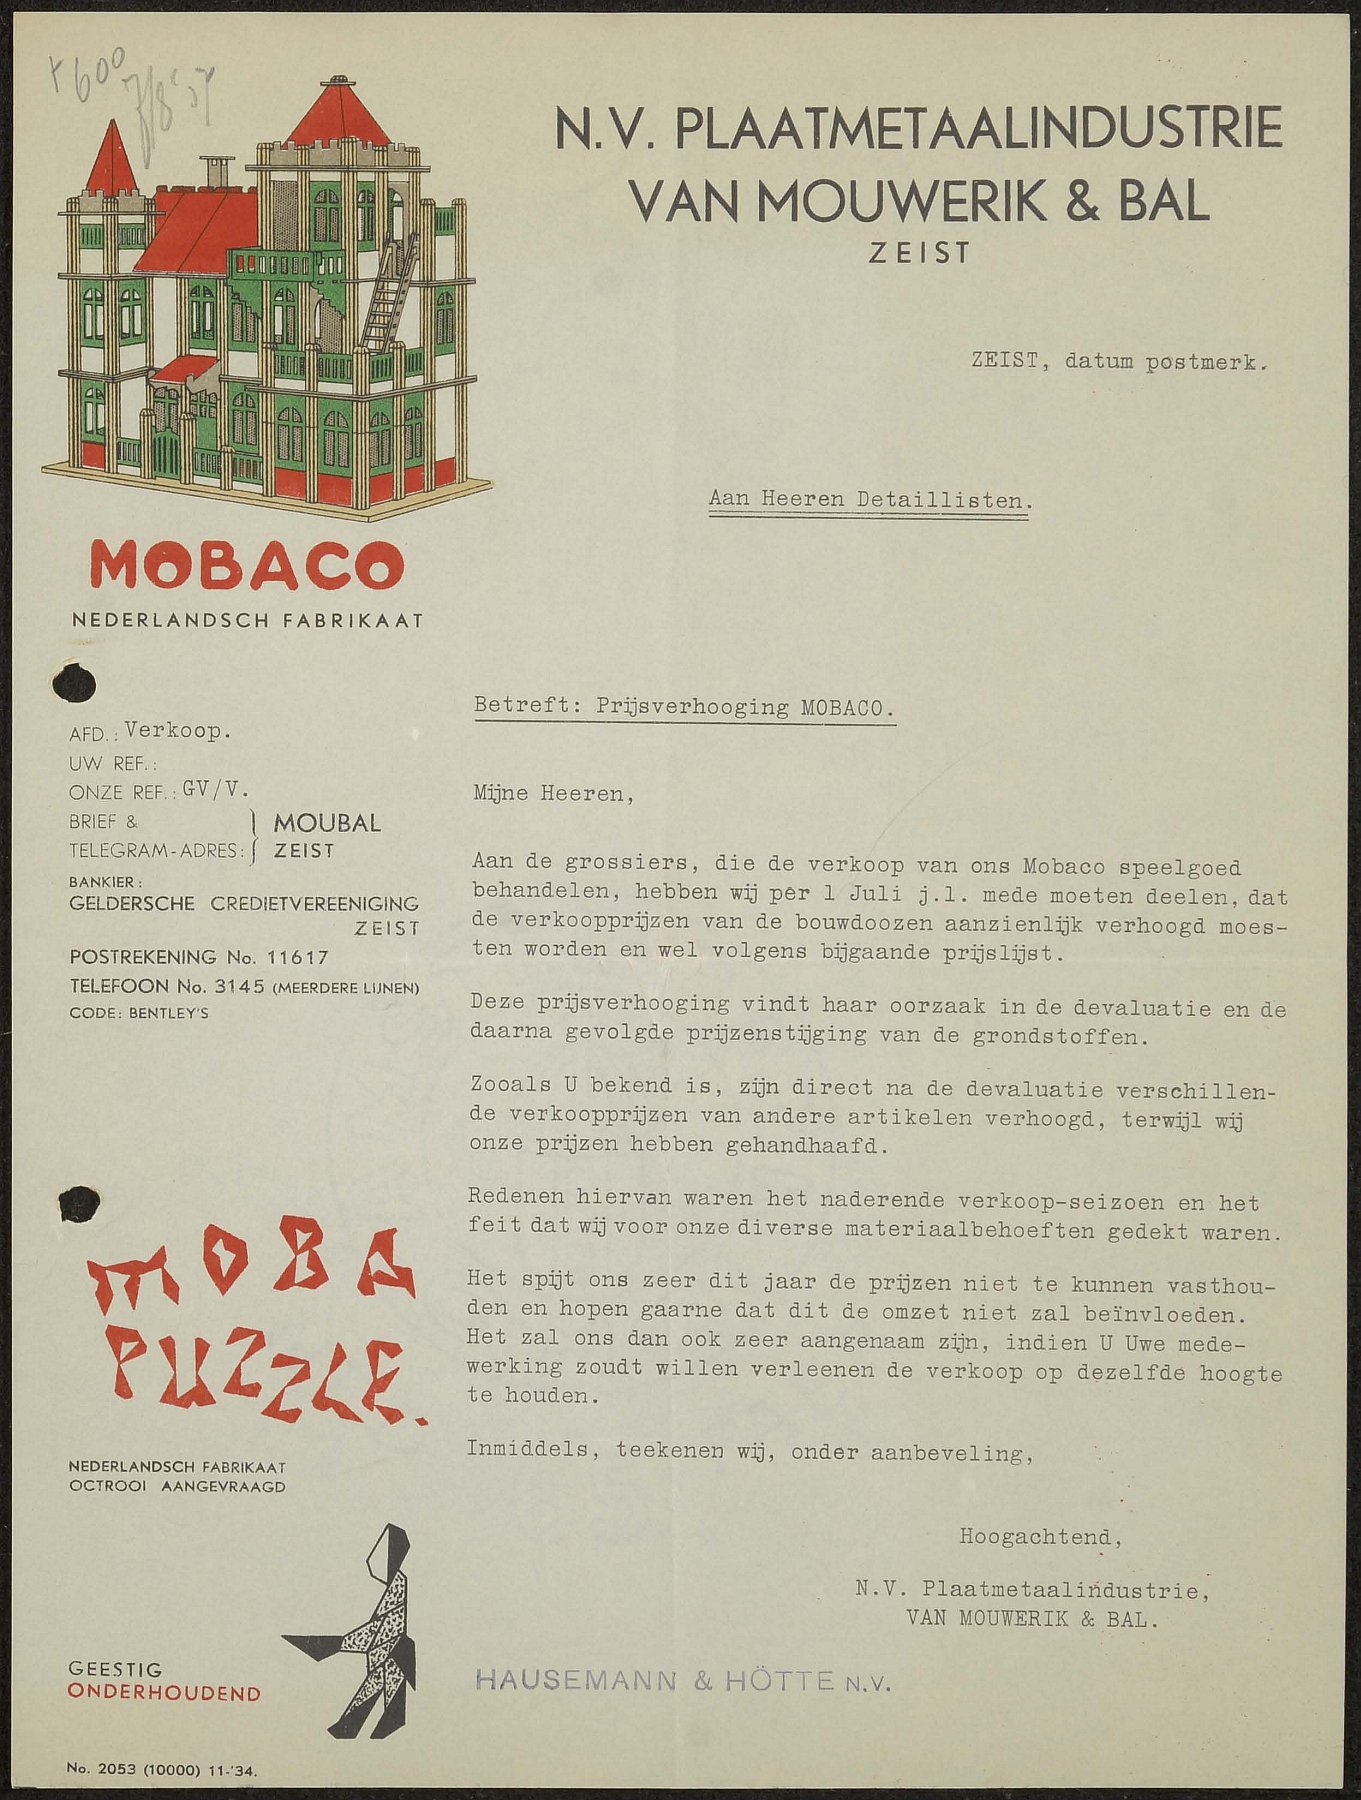 + 600
7/8 '37
N.V. PLAATMETAALINDUSTRIE
VAN MOUWERIK & BAL
ZEIST
ZEIST, datum postmerk.
Aan Heeren Detaillisten.
MOBACO
NEDERLANDSCH FABRIKAAT
AFD.: Verkoop.
UW REF.:
ONZE REF.: GV/V.
BRIEF & } MOUBAL
TELEGRAM-ADRES: } ZEIST
BANKIER:
GELDERSCHE CREDIETVEREENIGING
ZEIST
POSTREKENING No. 11617
TELEFOON No. 3145 (MEERDERE LIJNEN)
CODE: BENTLEY'S
Betreft: Prijsverhooging MOBACO.
Mijne Heeren,
Aan de grossiers, die de verkoop van ons Mobaco speelgoed
behandelen, hebben wij per 1 Juli j.l. mede moeten deelen, dat
de verkoopprijzen van de bouwdoozen aanzienlijk verhoogd moes-
ten worden en wel volgens bijgaande prijslijst.
Deze prijsverhooging vindt haar oorzaak in de devaluatie en de
daarna gevolgde prijzenstijging van de grondstoffen.
Zooals U bekend is, zijn direct na de devaluatie verschillen-
de verkoopprijzen van andere artikelen verhoogd, terwijl wij
onze prijzen hebben gehandhaafd.
Redenen hiervan waren het naderende verkoop-seizoen en het
feit dat wij voor onze diverse materiaalbehoeften gedekt waren.
Het spijt ons zeer dit jaar de prijzen niet te kunnen vasthou-
den en hopen gaarne dat dit de omzet niet zal beïnvloeden.
Het zal ons dan ook zeer aangenaam zijn, indien U Uwe mede-
werking zoudt willen verleenen de verkoop op dezelfde hoogte
te houden.
Inmiddels, teekenen wij, onder aanbeveling,
Hoogachtend,
N.V. Plaatmetaalindustrie,
VAN MOUWERIK & BAL.
MOBA
PUZZLE.
NEDERLANDSCH FABRIKAAT
OCTROOI AANGEVRAAGD
GEESTIG
ONDERHOUDEND
HAUSEMANN & HÖTTE N.V.
No. 2053 (10000) 11-'34.